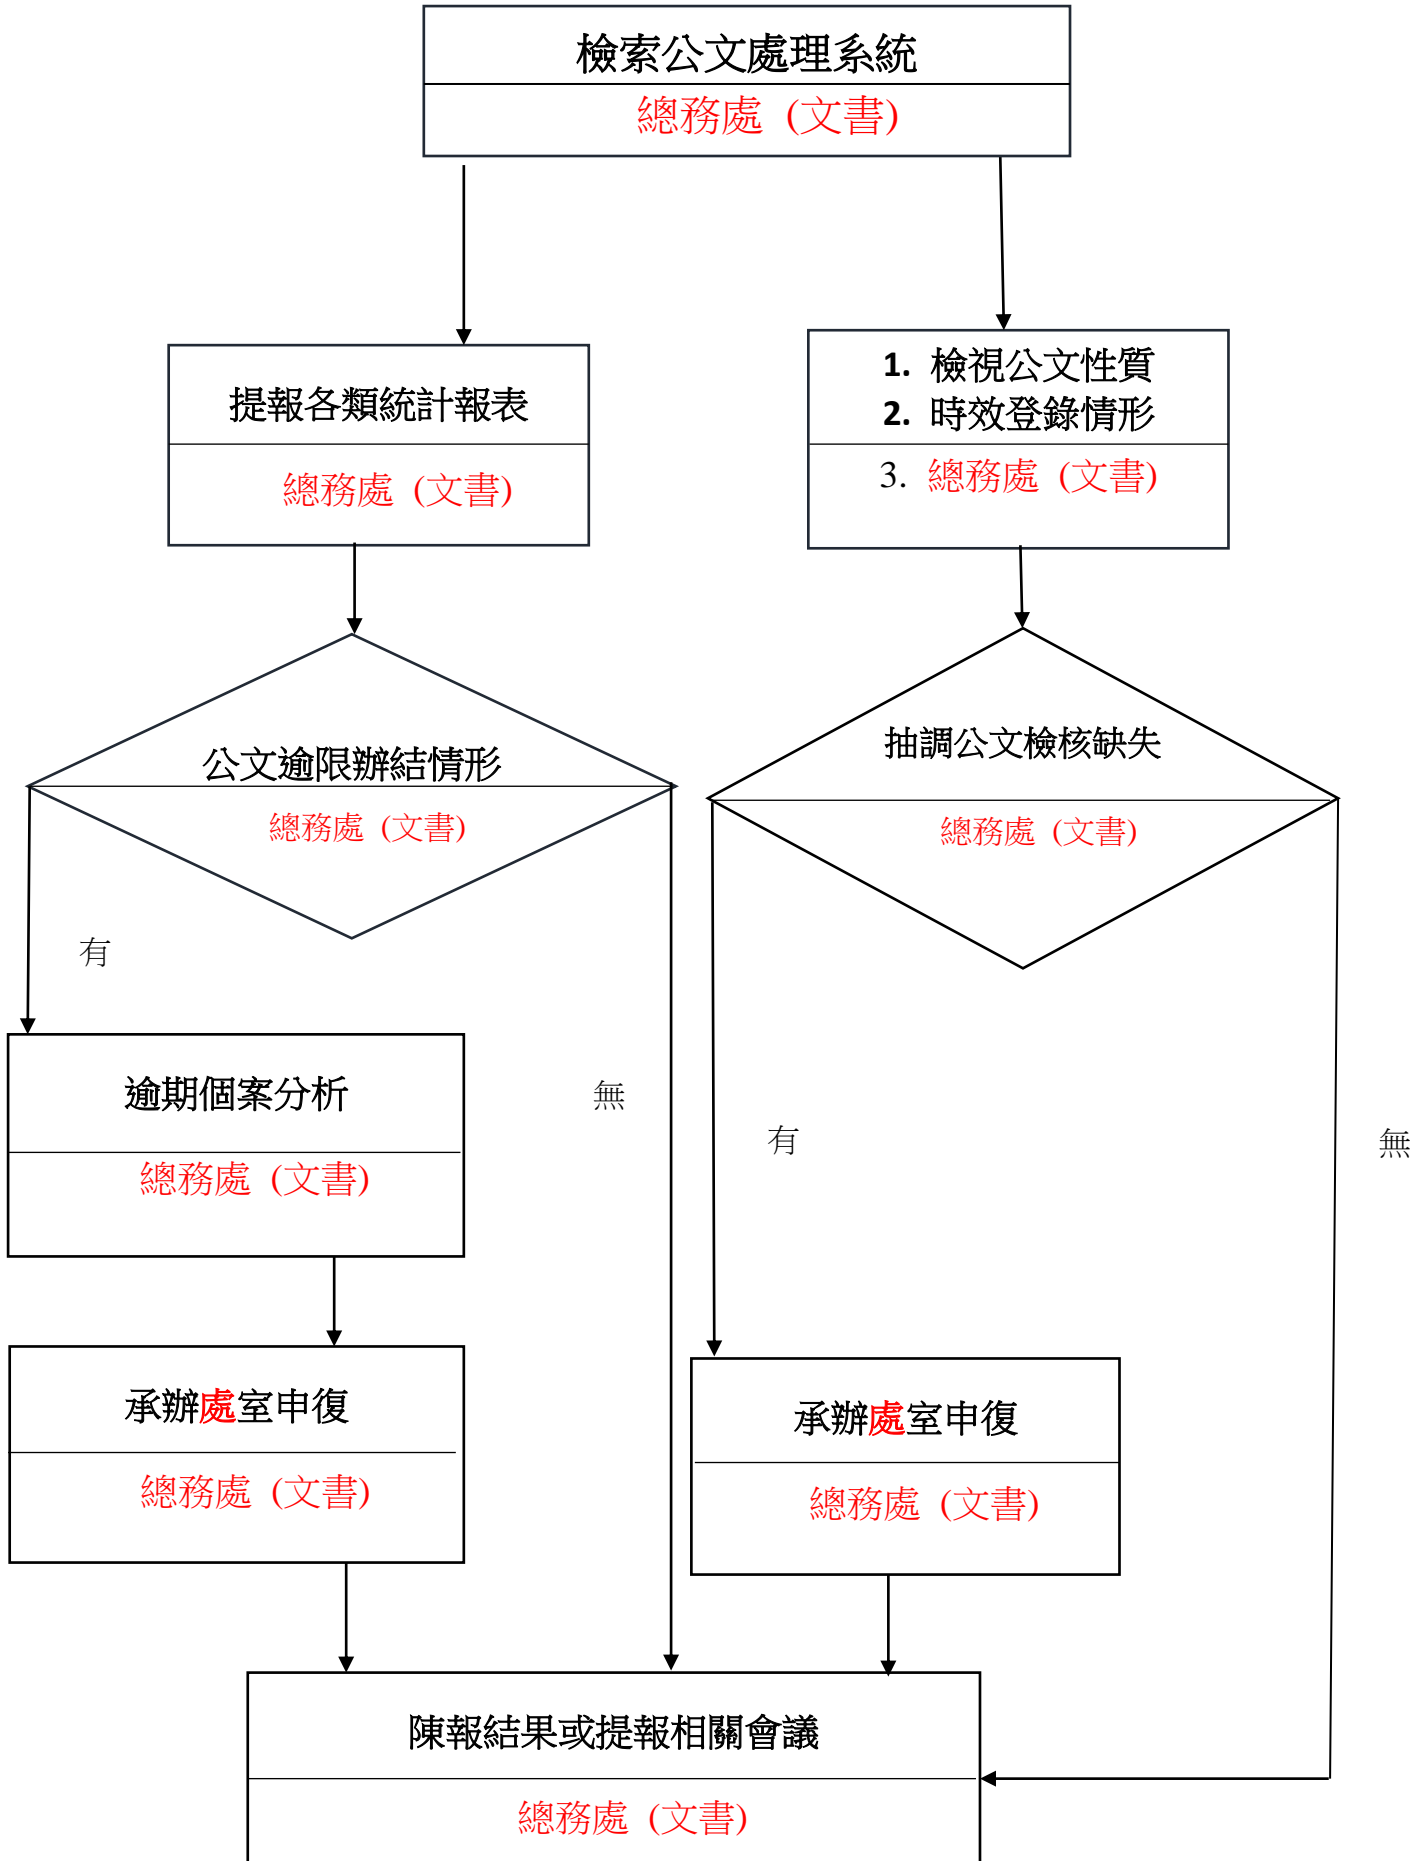 檢索公文處理系統
總務處 (文書)
提報各類統計報表
總務處 (文書)
1. 檢視公文性質
2. 時效登錄情形
3. 總務處 (文書)
公文逾限辦結情形
總務處 (文書)
抽調公文檢核缺失
總務處 (文書)
有
無
有
無
逾期個案分析
總務處 (文書)
承辦處室申復
總務處 (文書)
承辦處室申復
總務處 (文書)
陳報結果或提報相關會議
總務處 (文書)